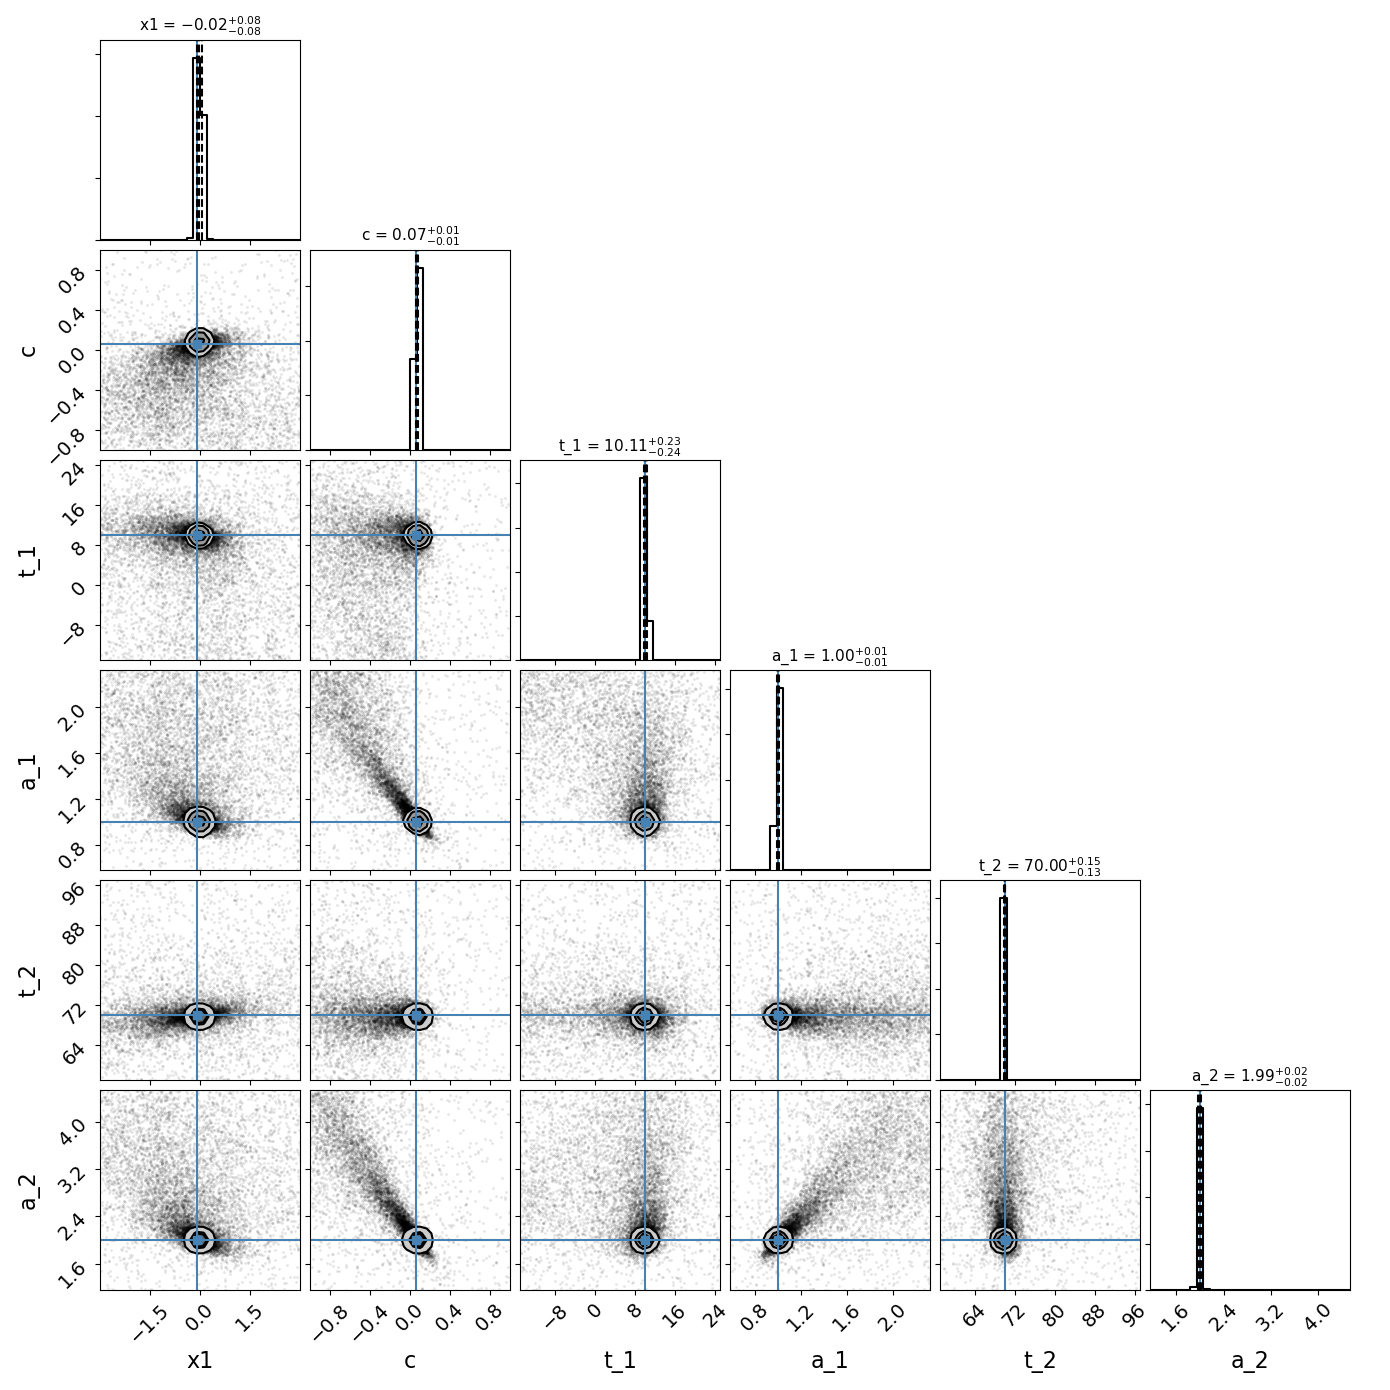 x1 = −0.02+0.08−0.08
c = 0.07+0.01−0.01
0.8
0.4
0.0
−0.4
−0.8
c
t_1 = 10.11+0.23−0.24
24
16
8
0
−8
t_1
a_1 = 1.00+0.01−0.01
2.0
1.6
1.2
0.8
a_1
t_2 = 70.00+0.15−0.13
96
88
80
72
64
t_2
a_2 = 1.99+0.02−0.02
4.0
3.2
2.4
1.6
a_2
−1.5 0.0 1.5 −0.8 −0.4 0.0 0.4 0.8 −8 0 8 16 24 0.8 1.2 1.6 2.0 64 72 80 88 96 1.6 2.4 3.2 4.0
x1 c t_1 a_1 t_2 a_2